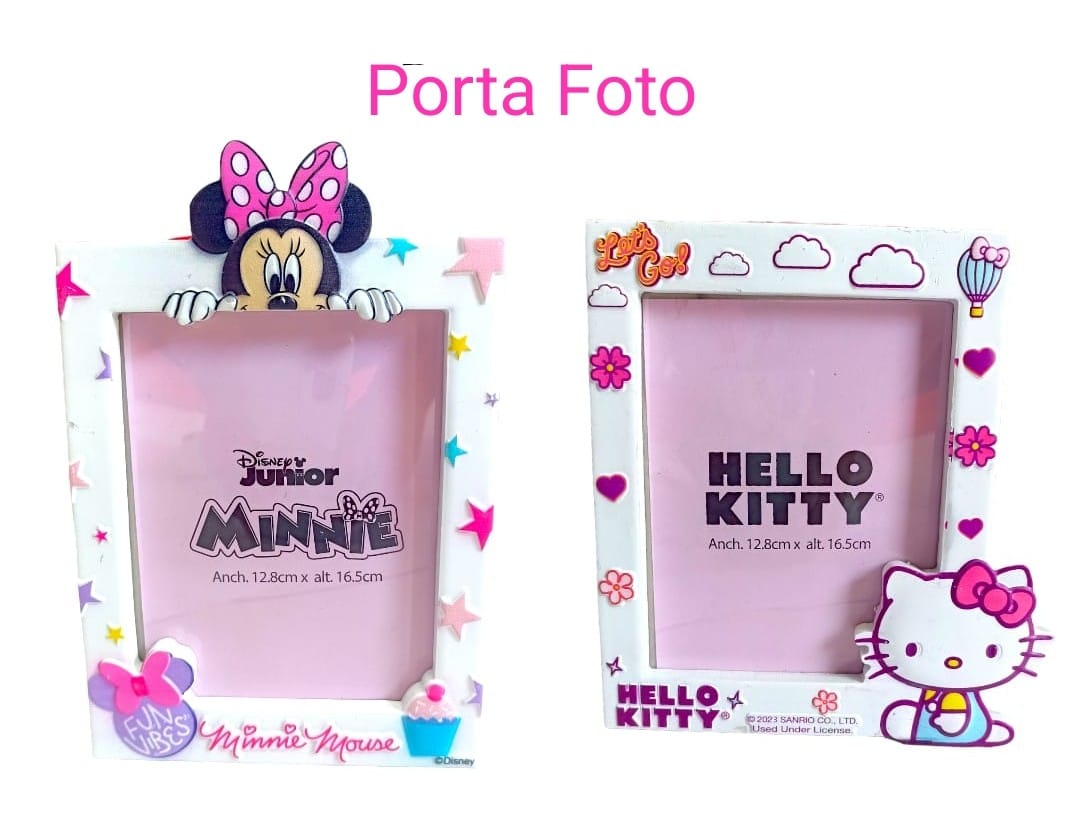 Porta Foto
Disney
Junior
MINNIE
Anch. 12.8cm x alt. 16.5cm
FUN
VIBES
Minnie Mouse
©Disney
Let's
Go!
HELLO
KITTY®
Anch. 12.8cm x alt. 16.5cm
HELLO
KITTY®
© 2023 SANRIO CO., LTD.
Used Under License.